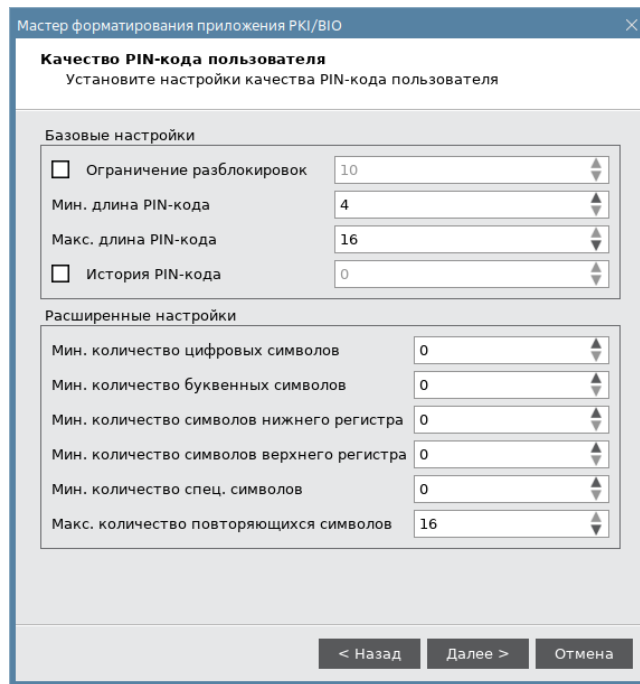 Мастер форматирования приложения PKI/BIO
Качество PIN-кода пользователя
Установите настройки качества PIN-кода пользователя
Базовые настройки
Ограничение разблокировок 10
Мин. длина PIN-кода 4
Макс. длина PIN-кода 16
История PIN-кода 0
Расширенные настройки
Мин. количество цифровых символов 0
Мин. количество буквенных символов 0
Мин. количество символов нижнего регистра 0
Мин. количество символов верхнего регистра 0
Мин. количество спец. символов 0
Макс. количество повторяющихся символов 16
< Назад Далее > Отмена